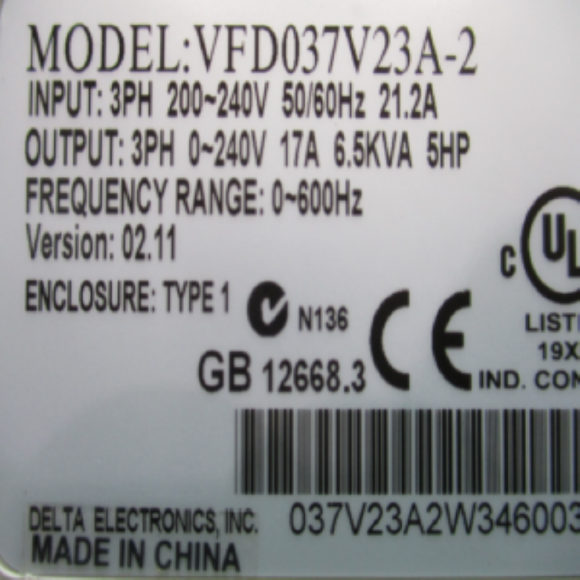 MODEL:VFD037V23A-2
INPUT: 3PH 200~240V 50/60Hz 21.2A
OUTPUT: 3PH 0~240V 17A 6.5KVA 5HP
FREQUENCY RANGE: 0~600Hz
Version: 02.11
ENCLOSURE: TYPE 1
N136
C UL
LIST
19X
CE
GB 12668.3
IND. CON
037V23A2W346003
DELTA ELECTRONICS, INC.
MADE IN CHINA